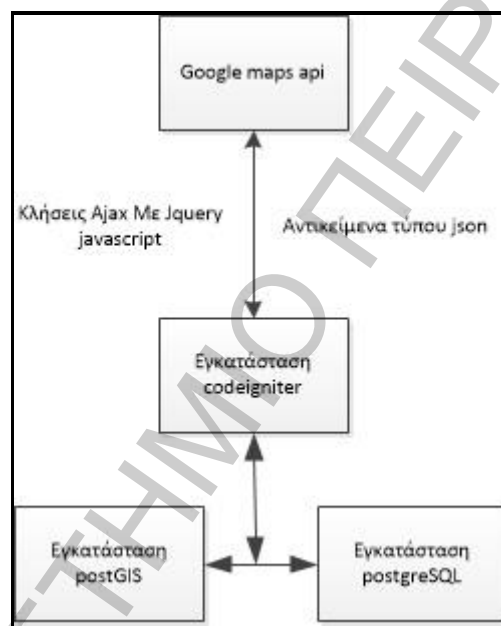 Google maps api
Κλήσεις Ajax Με Jquery
javascript
Αντικείμενα τύπου json
Εγκατάσταση
codeigniter
Εγκατάσταση
postGIS
Εγκατάσταση
postgreSQL